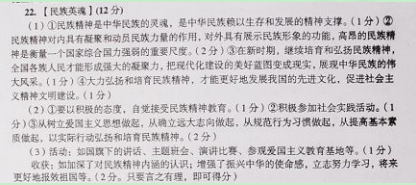 22.【民族英魂】(12 分)
(1)①民族精神是中华民族的灵魂，是中华民族赖以生存和发展的精神支撑。(1 分) ②
民族精神对内具有凝聚和动员民族力量的作用，对外具有展示民族形象的功能，高昂的民族精
神是衡量一个国家综合国力强弱的重要尺度。(2 分) ③在新时期，继续培育和弘扬民族精神，
全国各族人民才能形成强大的凝聚力，把现代化建设的美好蓝图变成现实，展现中华民族的伟
大风采。(1 分) ④大力弘扬和培育民族精神，才能更好地发展我国的先进文化，促进社会主
义精神文明建设。(1 分)
(2)①要以积极的态度，自觉接受民族精神教育。(1 分) ②积极参加社会实践活动。(1
分)③从树立爱国主义思想做起，从确立远大志向做起，从规范行为习惯做起，从提高基本素
质做起，以实际行动弘扬和培育民族精神。(2 分)
(3) 活动：如国旗下的讲话、主题班会、演讲比赛、参观爱国主义教育基地等。(1 分)
收获：如加深了对民族精神内涵的认识；增强了振兴中华的使命感，立志努力学习，将来
更好地报效祖国等。(2 分。只要言之有理，即可得分)